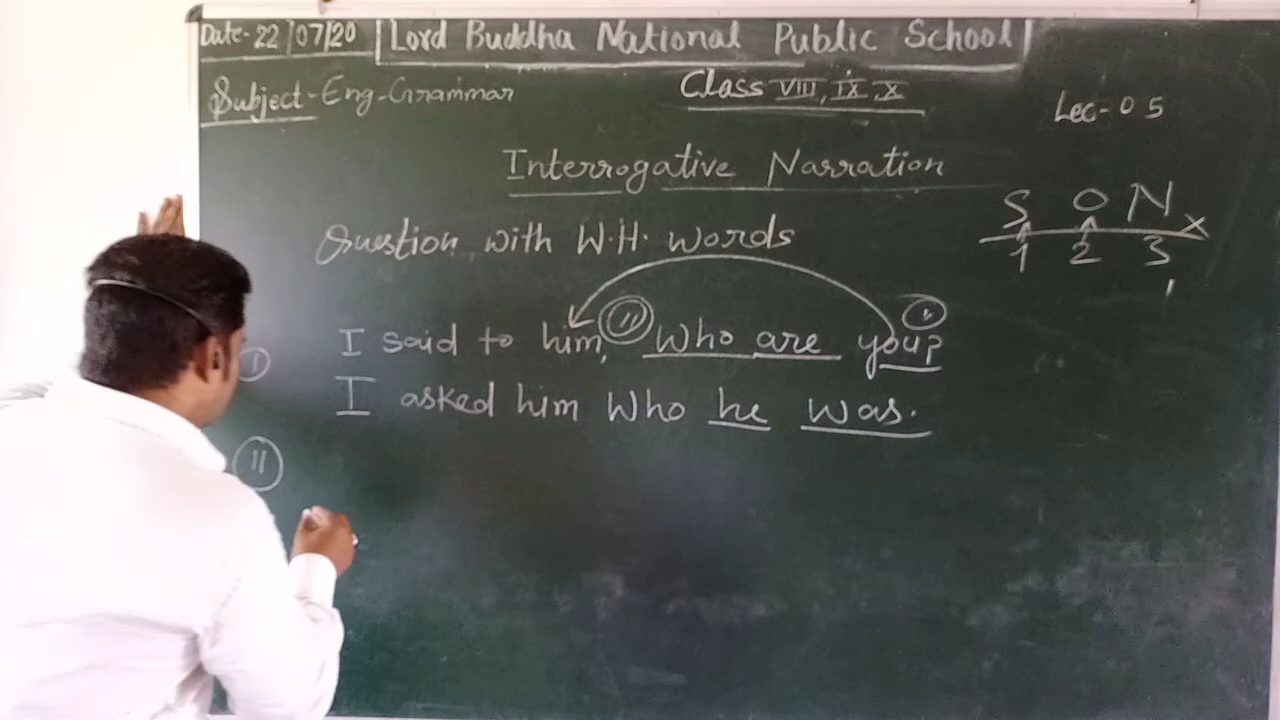 Date-22/07/20 Lord Buddha National Public School
Subject-Eng-Grammar Class VIII, IX, X
Lec-05
Interrogative Narration
S O N
1 2 3
Question with W.H. words
I said to him, Who are you?
I I asked him Who he was.
II